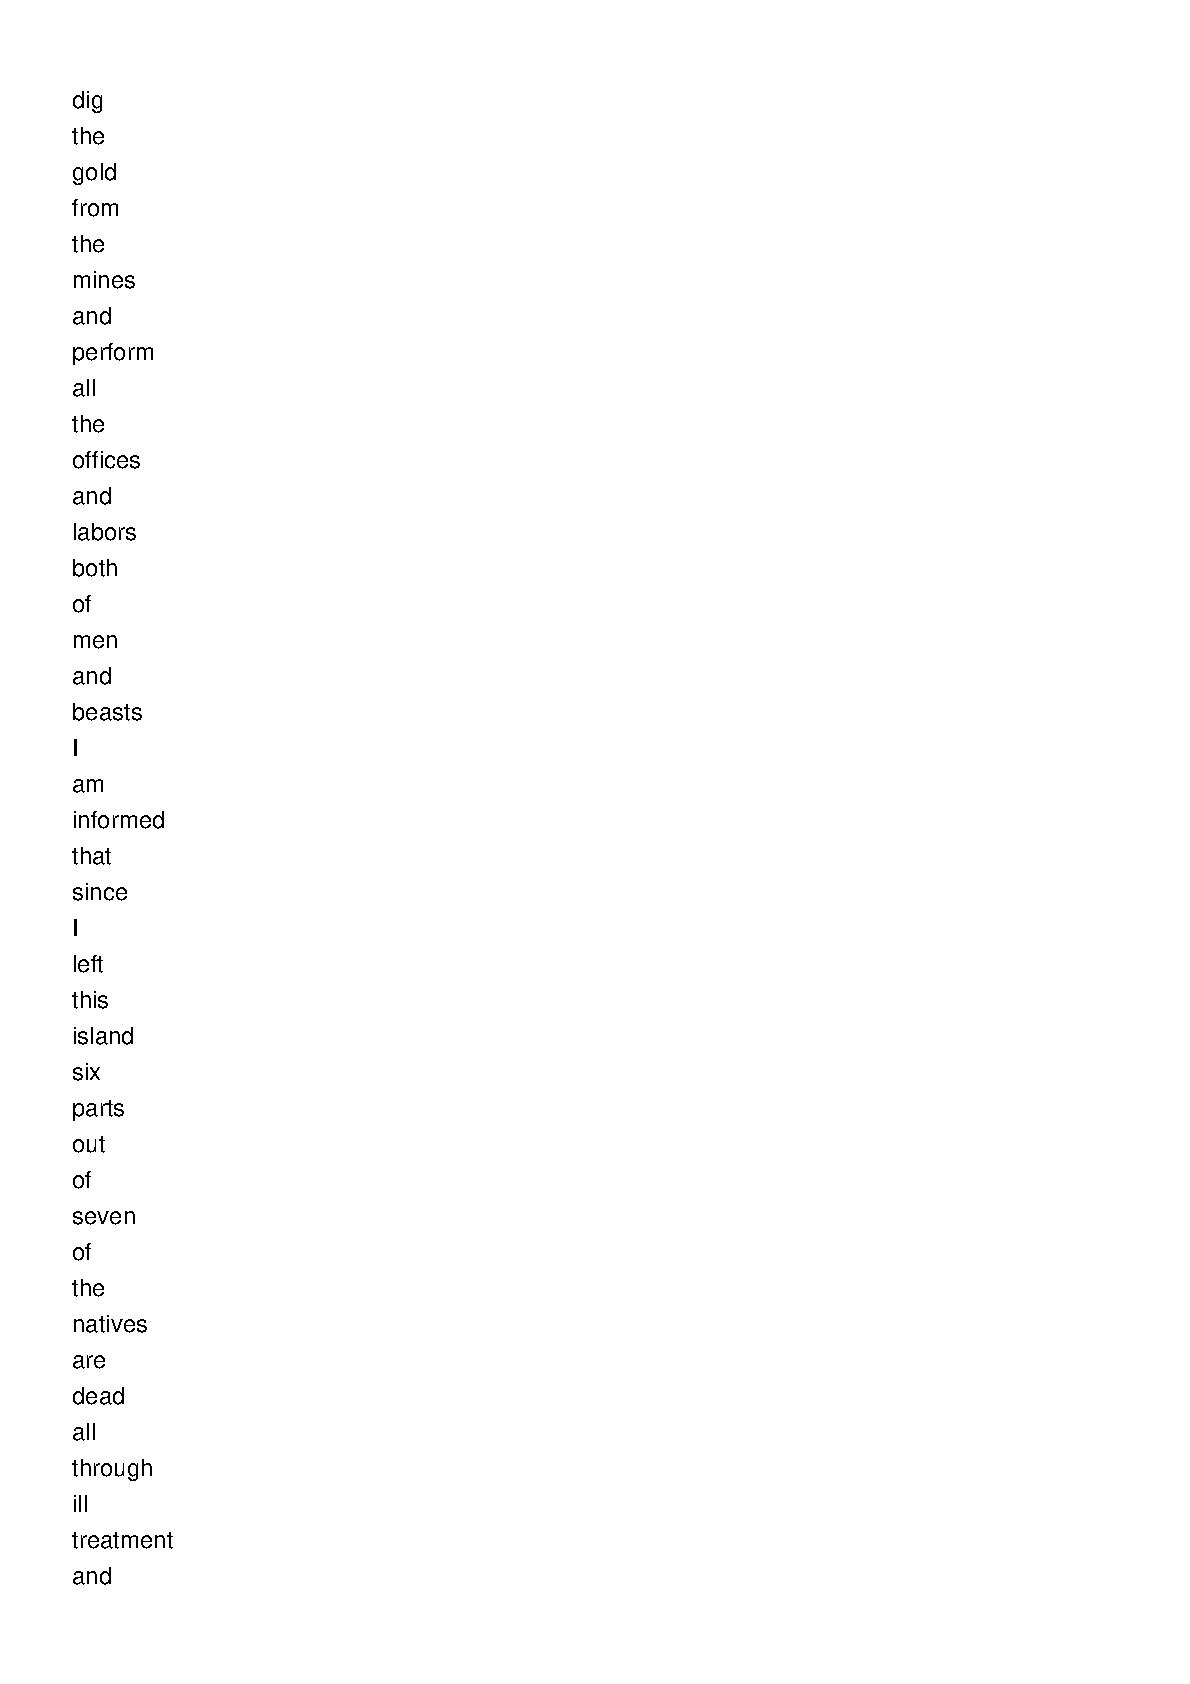 dig
the
gold
from
the
mines
and
perform
all
the
offices
and
labors
both
of
men
and
beasts
I
am
informed
that
since
I
left
this
island
six
parts
out
of
seven
of
the
natives
are
dead
all
through
ill
treatment
and